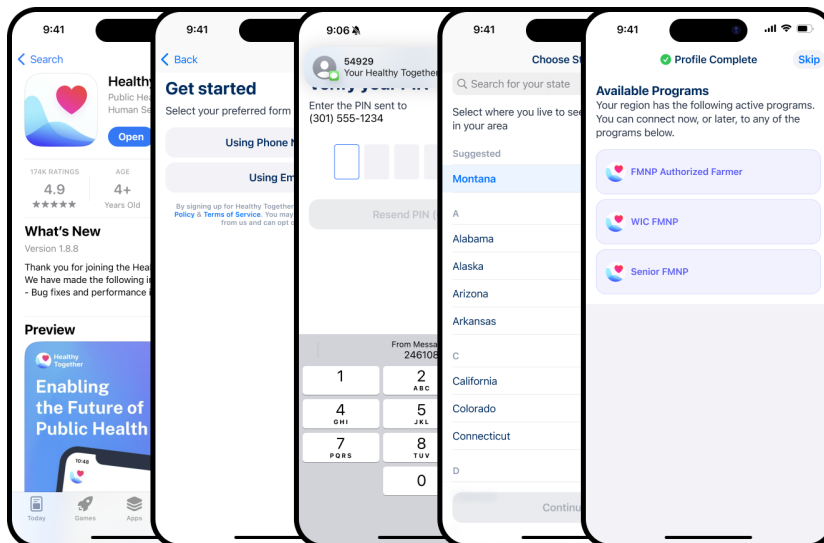 9:41
Search
Healthy
Public Hea
Human Se
Open
174K RATINGS
4.9
★★★★★
AGE
4+
Years Old
What's New
Version 1.8.8
Thank you for joining the Hea
We have made the following i
- Bug fixes and performance i
Preview
Healthy
Together
Enabling
the Future of
Public Health
10:48
Today
Games
Apps
9:41
Back
Get started
Select your preferred form
Using Phone N
Using Em
By signing up for Healthy Together
Policy & Terms of Service. You may
from us and can opt o
9:06
54929
Your Healthy Together
Verify your PIN
Enter the PIN sent to
(301) 555-1234
Resend PIN (
From Messa
246108
1
2
ABC
4
GHI
5
JKL
7
PQRS
8
TUV
0
9:41
Choose St
Search for your state
Select where you live to see
in your area
Suggested
Montana
A
Alabama
Alaska
Arizona
Arkansas
C
California
Colorado
Connecticut
D
Continu
9:41
Profile Complete
Skip
Available Programs
Your region has the following active programs.
You can connect now, or later, to any of the
programs below.
FMNP Authorized Farmer
WIC FMNP
Senior FMNP